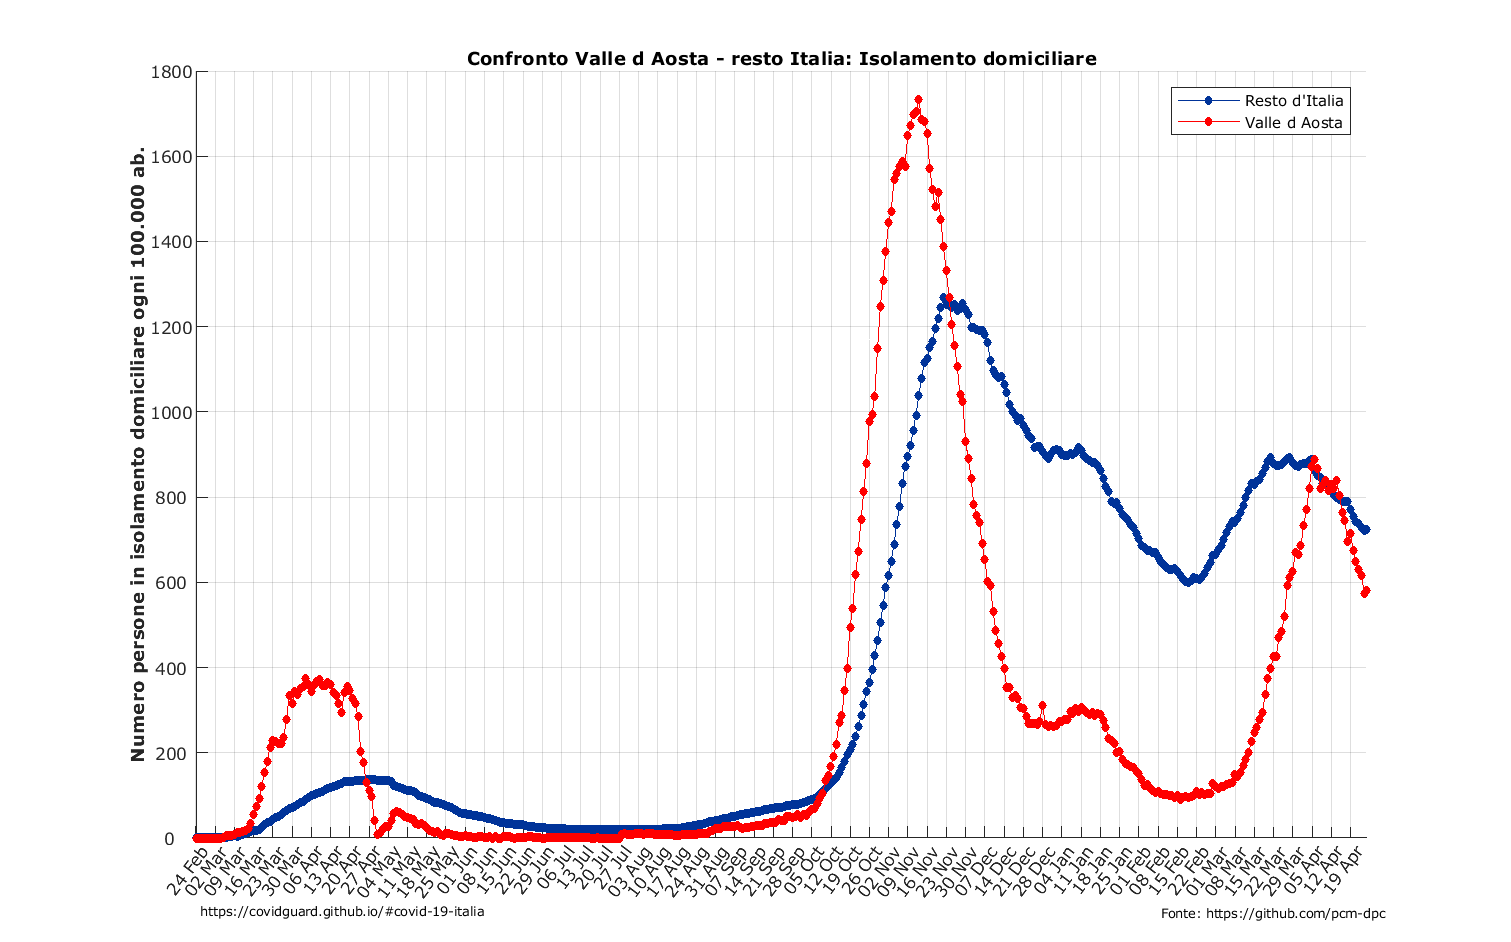 Confronto Valle d Aosta - resto Italia: Isolamento domiciliare
Numero persone in isolamento domiciliare ogni 100.000 ab.
1800
1600
1400
1200
1000
800
600
400
200
0
Resto d'Italia
Valle d Aosta
24 Feb
02 Mar
09 Mar
16 Mar
23 Mar
30 Mar
06 Apr
13 Apr
20 Apr
27 Apr
04 May
11 May
18 May
25 May
01 Jun
08 Jun
15 Jun
22 Jun
29 Jun
06 Jul
13 Jul
20 Jul
27 Jul
03 Aug
10 Aug
17 Aug
24 Aug
31 Aug
07 Sep
14 Sep
21 Sep
28 Sep
05 Oct
12 Oct
19 Oct
26 Oct
02 Nov
09 Nov
16 Nov
23 Nov
30 Nov
07 Dec
14 Dec
21 Dec
28 Dec
04 Jan
11 Jan
18 Jan
25 Jan
01 Feb
08 Feb
15 Feb
22 Feb
01 Mar
08 Mar
15 Mar
22 Mar
29 Mar
05 Apr
12 Apr
19 Apr
https://covidguard.github.io/#covid-19-italia
Fonte: https://github.com/pcm-dpc